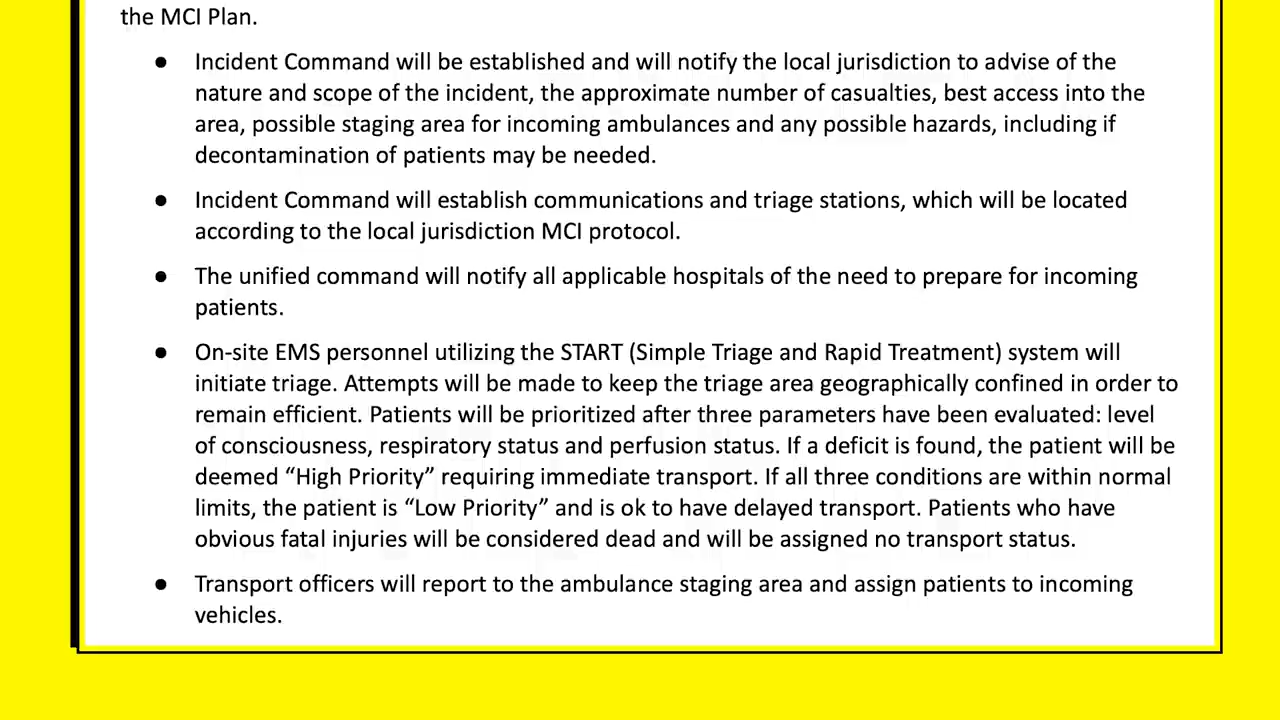 the MCI Plan.
● Incident Command will be established and will notify the local jurisdiction to advise of the
nature and scope of the incident, the approximate number of casualties, best access into the
area, possible staging area for incoming ambulances and any possible hazards, including if
decontamination of patients may be needed.
● Incident Command will establish communications and triage stations, which will be located
according to the local jurisdiction MCI protocol.
● The unified command will notify all applicable hospitals of the need to prepare for incoming
patients.
● On-site EMS personnel utilizing the START (Simple Triage and Rapid Treatment) system will
initiate triage. Attempts will be made to keep the triage area geographically confined in order to
remain efficient. Patients will be prioritized after three parameters have been evaluated: level
of consciousness, respiratory status and perfusion status. If a deficit is found, the patient will be
deemed “High Priority” requiring immediate transport. If all three conditions are within normal
limits, the patient is “Low Priority” and is ok to have delayed transport. Patients who have
obvious fatal injuries will be considered dead and will be assigned no transport status.
● Transport officers will report to the ambulance staging area and assign patients to incoming
vehicles.